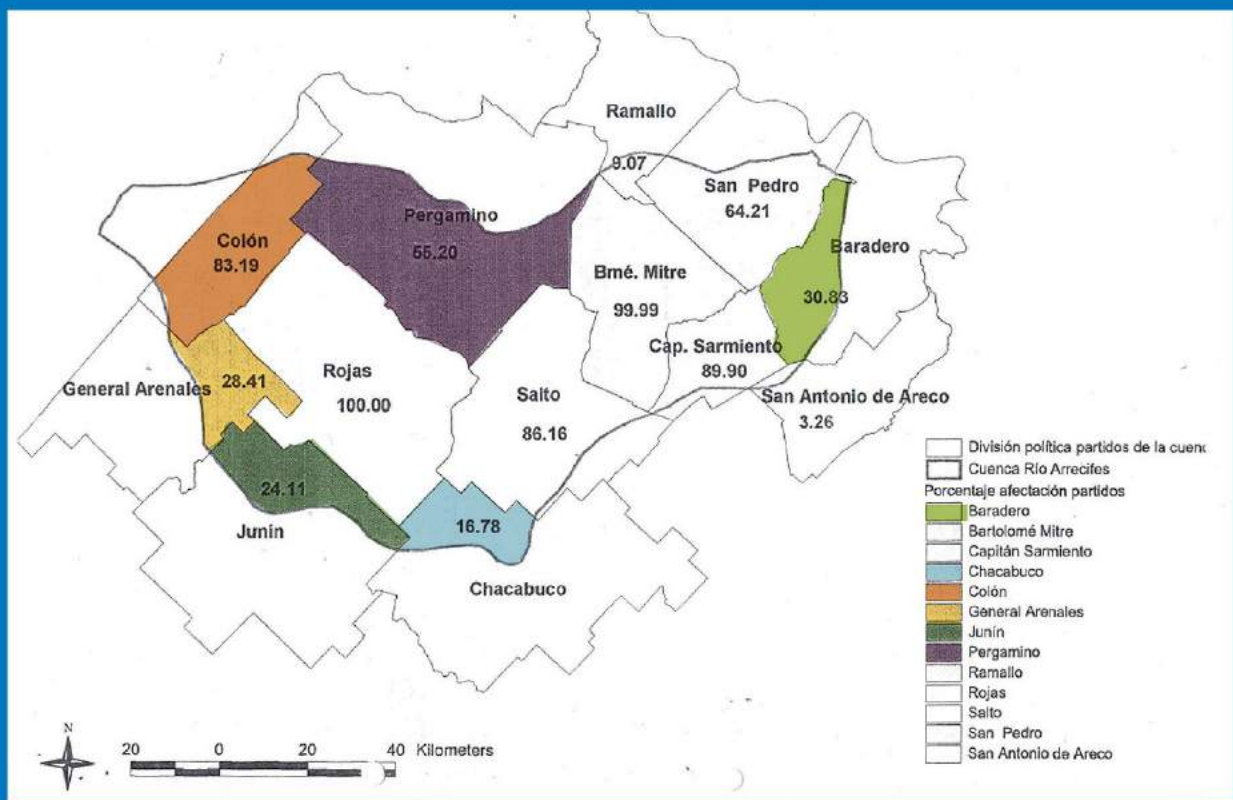 Ramallo
9.07
San Pedro
64.21
Pergamino
55.20
Colón
83.19
Baradero
30.83
Bmé. Mitre
99.99
Cap. Sarmiento
89.90
General Arenales
28.41
Rojas
100.00
Salto
86.16
San Antonio de Areco
3.26
24.11
Junín
16.78
Chacabuco
División política partidos de la cuenc
Cuenca Río Arrecifes
Porcentaje afectación partidos
Baradero
Bartolomé Mitre
Capitán Sarmiento
Chacabuco
Colón
General Arenales
Junín
Pergamino
Ramallo
Rojas
Salto
San Pedro
San Antonio de Areco
N
20 0 20 40 Kilometers